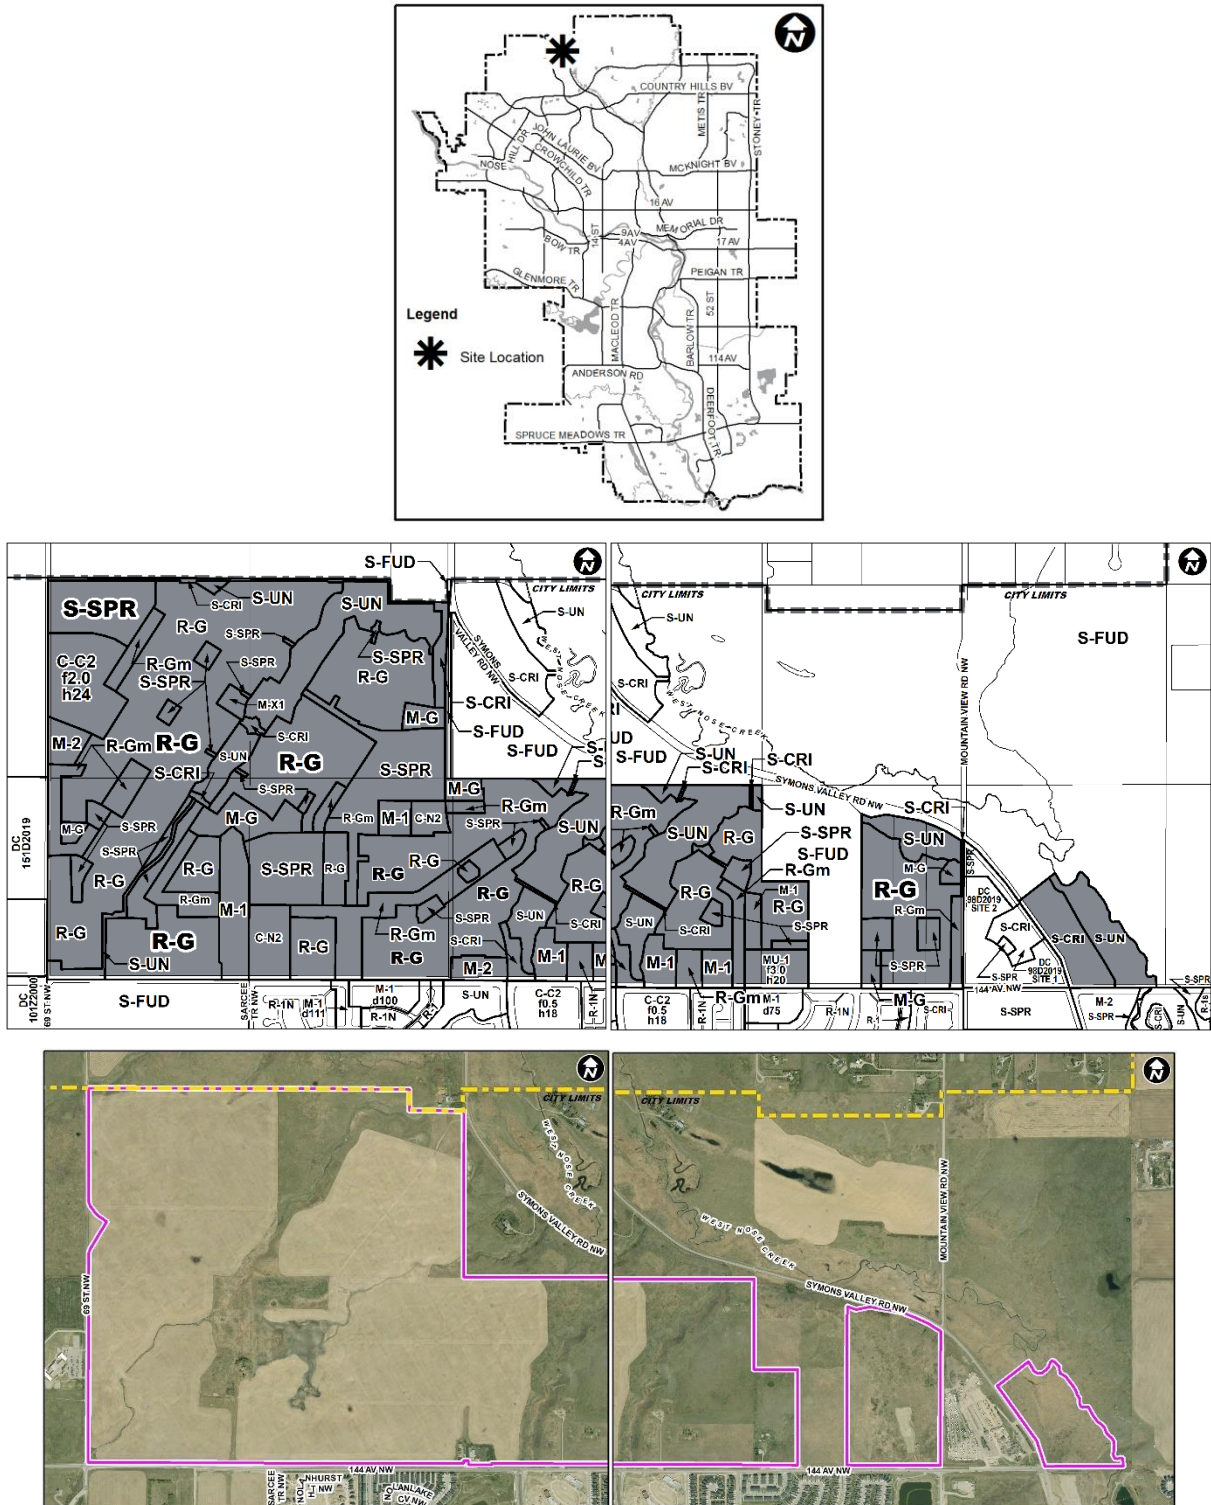 N
COUNTRY HILLS BV
METIS TR
STONEY TR
JOHN LAURIE BV
NOSE HILL DR
CROWCHILD TR
MCKNIGHT BV
16 AV
MEMORIAL DR
14 ST
9 AV
4 AV
17 AV
BOW TR
PEIGAN TR
GLENMORE TR
52 ST
MACLEOD TR
BARLOW TR
Legend
Site Location
114 AV
ANDERSON RD
DEERFOOT TR
SPRUCE MEADOWS TR
S-FUD
N
CITY LIMITS
S-SPR
S-CRI
S-UN
S-UN
S-UN
R-G
S-SPR
SYMONS
VALLEY RD NW
WEST NOSE CREEK
C-C2
f2.0
h24
R-Gm
S-SPR
S-SPR
S-SPR
R-G
S-CRI
M-X1
S-CRI
M-G
S-FUD
S-CRI
M-2
R-Gm
R-G
S-UN
R-G
S-FUD
S-CRI
S-SPR
S-SPR
M-G
R-Gm
DC
151D2019
M-G
S-SPR
M-G
R-Gm
M-1
C-N2
S-SPR
S-UN
S-SPR
R-G
R-G
S-SPR
R-G
R-G
R-G
R-G
R-G
R-Gm
M-1
S-SPR
S-UN
S-CRI
R-G
R-G
C-N2
R-G
R-Gm
R-G
S-CRI
S-UN
M-2
M-1
DC
101Z2000
69 ST NW
S-FUD
SARCEE
TR NW
R-1N
M-1
d111
M-1
d100
R-1N
S-UN
C-C2
f0.5
h18
R-1N
N
CITY LIMITS
CITY LIMITS
S-UN
S-FUD
S-CRI
WEST NOSE CREEK
MOUNTAIN VIEW RD NW
S-FUD
S-UN
S-CRI
S-CRI
SYMONS VALLEY RD NW
R-Gm
S-UN
R-G
S-UN
S-SPR
S-FUD
R-Gm
S-CRI
S-UN
M-G
S-SPR
R-G
M-1
R-G
R-G
R-Gm
DC
98D2019
SITE 2
S-UN
S-CRI
S-SPR
S-CRI
S-CRI
S-UN
M-1
M-1
MU-1
f3.0
h20
S-SPR
S-SPR
DC
98D2019
SITE 1
S-SPR
144 AV NW
C-C2
f0.5
h18
R-1N
R-Gm
M-1
d75
R-1N
M-G
S-CRI
S-SPR
M-2
S-SPR
S-CRI
S-UN
N
CITY LIMITS
WEST NOSE CREEK
SYMONS VALLEY RD NW
69 ST NW
144 AV NW
SARCEE
TR NW
N
CITY LIMITS
WEST NOSE CREEK
MOUNTAIN VIEW RD NW
SYMONS VALLEY RD NW
144 AV NW